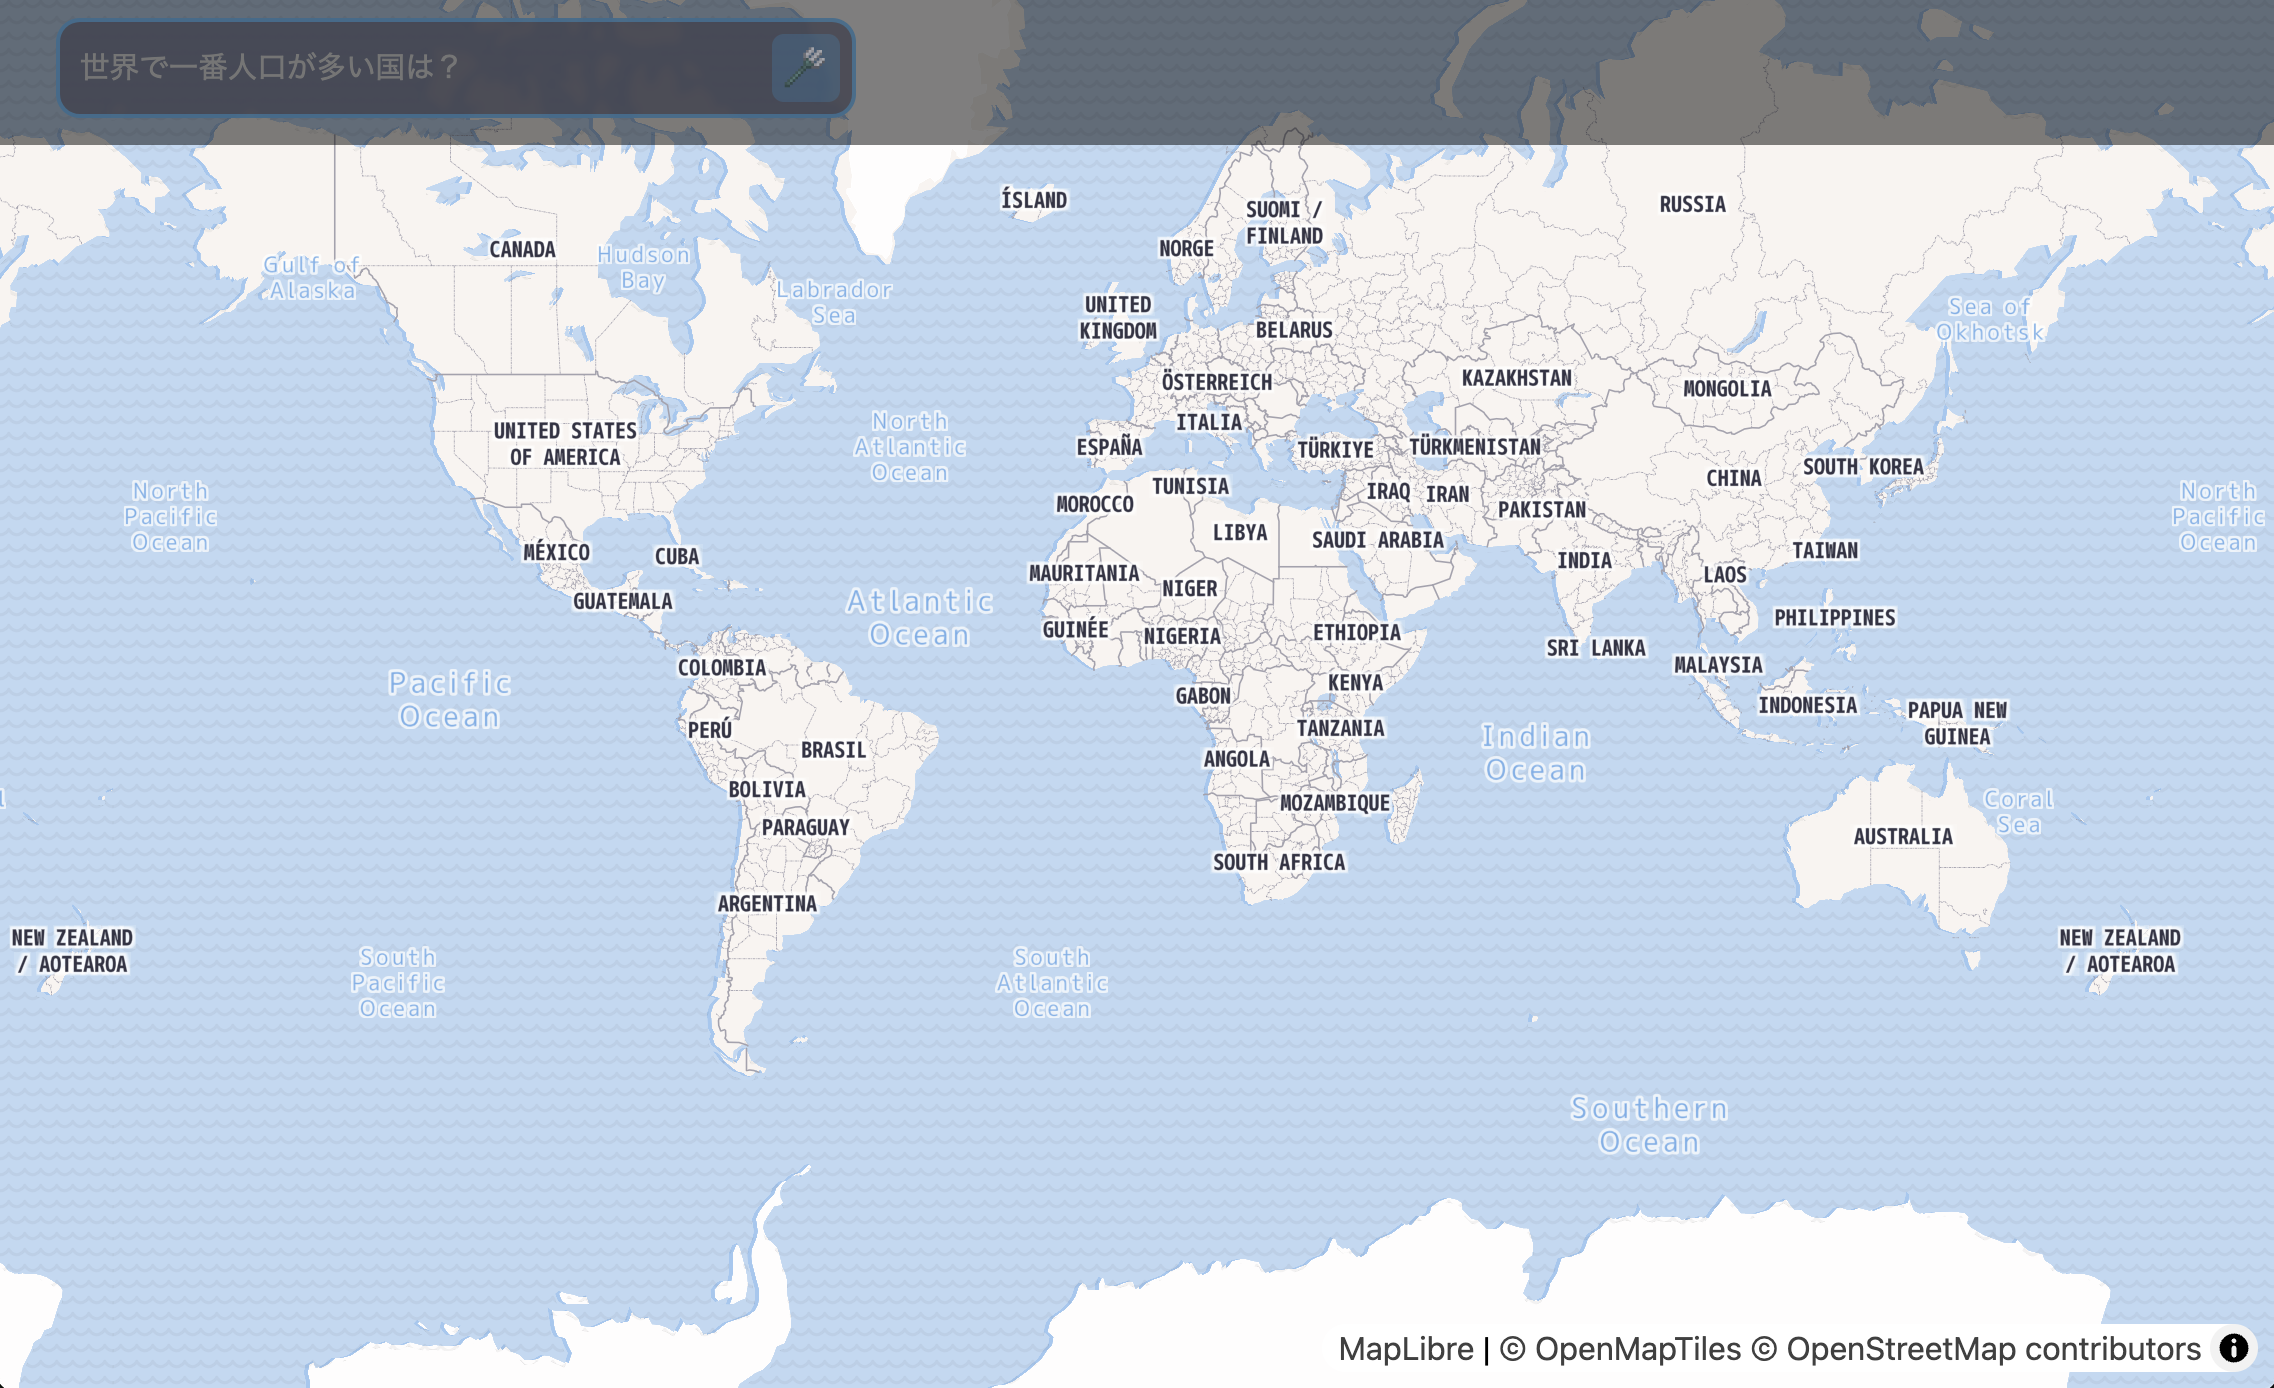 世界で一番人口が多い国は？
ÍSLAND
SUOMI /
FINLAND
RUSSIA
NORGE
CANADA
Hudson
Bay
Gulf of
Alaska
Labrador
Sea
UNITED
KINGDOM
BELARUS
Sea of
Okhotsk
ÖSTERREICH
KAZAKHSTAN
MONGOLIA
ITALIA
UNITED STATES
OF AMERICA
North
Atlantic
Ocean
ESPAÑA
TÜRKIYE
TÜRKMENISTAN
SOUTH KOREA
CHINA
North
Pacific
Ocean
TUNISIA
IRAQ
IRAN
North
Pacific
Ocean
MOROCCO
PAKISTAN
LIBYA
SAUDI ARABIA
MÉXICO
CUBA
INDIA
TAIWAN
MAURITANIA
NIGER
LAOS
GUATEMALA
Atlantic
Ocean
PHILIPPINES
GUINÉE
NIGERIA
ETHIOPIA
SRI LANKA
COLOMBIA
MALAYSIA
Pacific
Ocean
GABON
KENYA
INDONESIA
PAPUA NEW
GUINEA
PERÚ
TANZANIA
BRASIL
Indian
Ocean
ANGOLA
BOLIVIA
MOZAMBIQUE
Coral
Sea
PARAGUAY
AUSTRALIA
SOUTH AFRICA
ARGENTINA
NEW ZEALAND
/ AOTEAROA
South
Pacific
Ocean
South
Atlantic
Ocean
NEW ZEALAND
/ AOTEAROA
Southern
Ocean
MapLibre | © OpenMapTiles © OpenStreetMap contributors